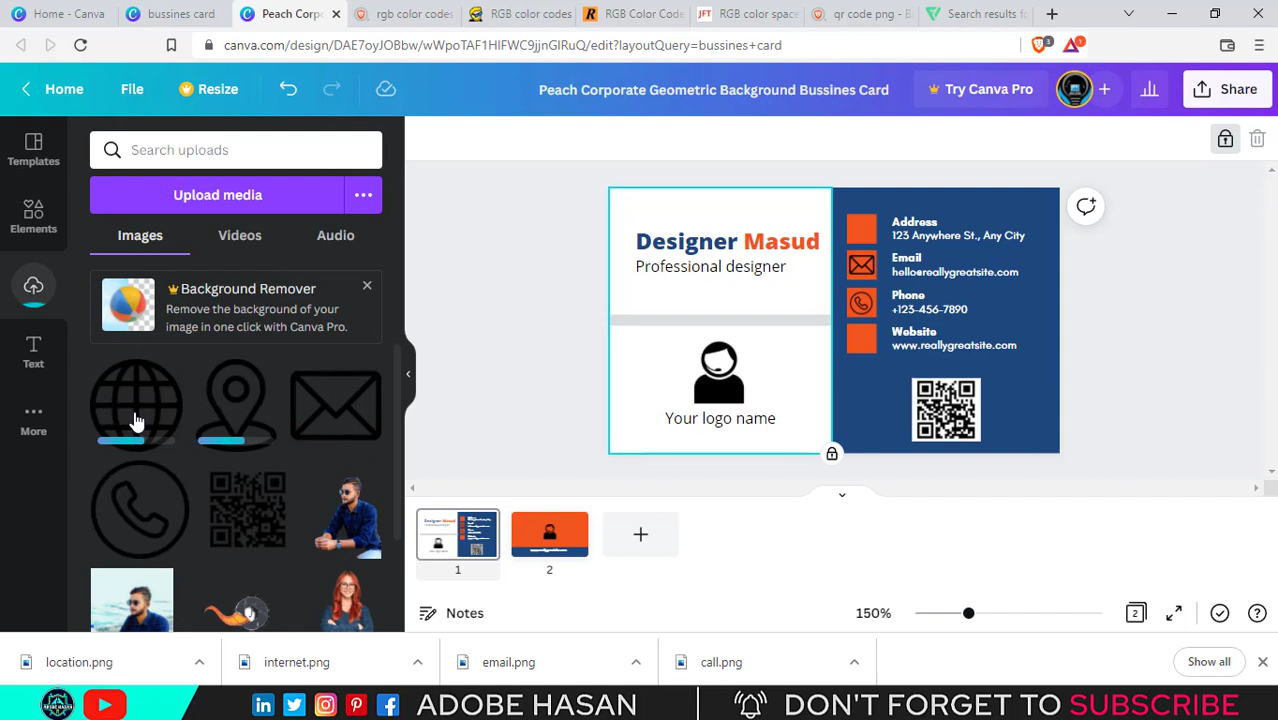 Home - Canva
bussines card
Peach Corpo
rgb color codes
RGB color codes
RGB Color Code
RGB color space
qr code png - B
Search results fo
canva.com/design/DAE7oyJOBbw/wWpoTAF1HIFWC9jjnGlRuQ/edit?layoutQuery=bussines+card
3
1
Home
File
Resize
Peach Corporate Geometric Background Bussines Card
Try Canva Pro
Share
Templates
Elements
Text
More
Search uploads
Upload media
Images
Videos
Audio
Background Remover
Remove the background of your
image in one click with Canva Pro.
Designer Masud
Professional designer
Your logo name
Address
123 Anywhere St., Any City
Email
hello@reallygreatsite.com
Phone
+123-456-7890
Website
www.reallygreatsite.com
1
2
Notes
150%
2
location.png
internet.png
email.png
call.png
Show all
ADOBE HASAN
DON'T FORGET TO SUBSCRIBE